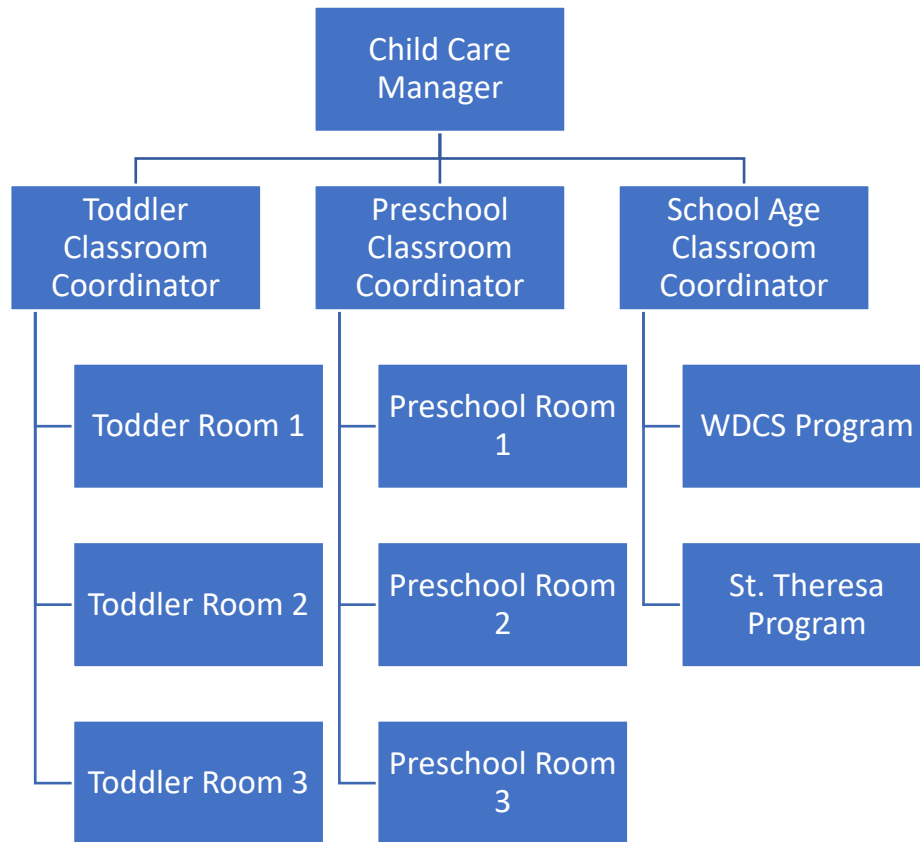 Child Care
Manager
Toddler
Classroom
Coordinator
Preschool
Classroom
Coordinator
School Age
Classroom
Coordinator
Todder Room 1
Preschool Room
1
WDCS Program
Toddler Room 2
Preschool Room
2
St. Theresa
Program
Toddler Room 3
Preschool Room
3